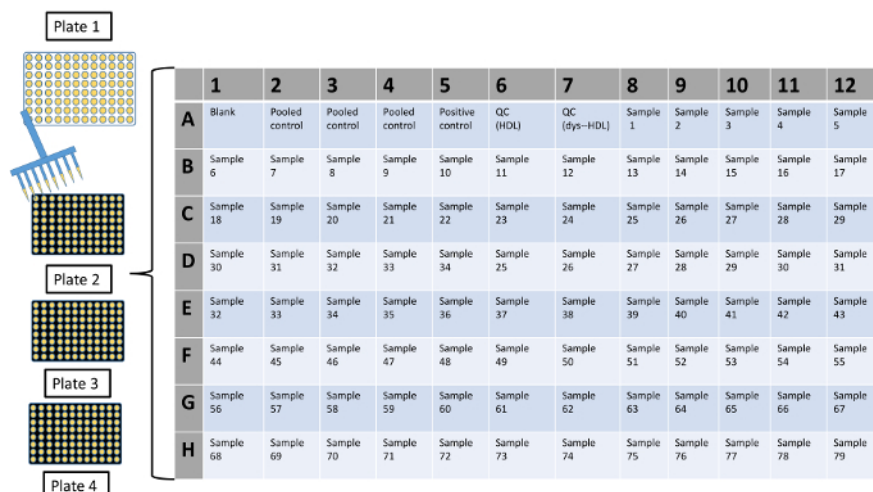 Plate 1
Plate 2
Plate 3
Plate 4
1 2 3 4 5 6 7 8 9 10 11 12
A Blank Pooled control Pooled control Pooled control Positive control QC (HDL) QC (dys--HDL) Sample 1 Sample 2 Sample 3 Sample 4 Sample 5
B Sample 6 Sample 7 Sample 8 Sample 9 Sample 10 Sample 11 Sample 12 Sample 13 Sample 14 Sample 15 Sample 16 Sample 17
C Sample 18 Sample 19 Sample 20 Sample 21 Sample 22 Sample 23 Sample 24 Sample 25 Sample 26 Sample 27 Sample 28 Sample 29
D Sample 30 Sample 31 Sample 32 Sample 33 Sample 34 Sample 25 Sample 26 Sample 27 Sample 28 Sample 29 Sample 30 Sample 31
E Sample 32 Sample 33 Sample 34 Sample 35 Sample 36 Sample 37 Sample 38 Sample 39 Sample 40 Sample 41 Sample 42 Sample 43
F Sample 44 Sample 45 Sample 46 Sample 47 Sample 48 Sample 49 Sample 50 Sample 51 Sample 52 Sample 53 Sample 54 Sample 55
G Sample 56 Sample 57 Sample 58 Sample 59 Sample 60 Sample 61 Sample 62 Sample 63 Sample 64 Sample 65 Sample 66 Sample 67
H Sample 68 Sample 69 Sample 70 Sample 71 Sample 72 Sample 73 Sample 74 Sample 75 Sample 76 Sample 77 Sample 78 Sample 79